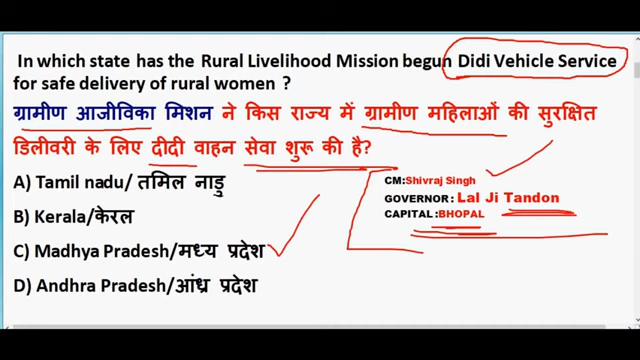 In which state has the Rural Livelihood Mission begun Didi Vehicle Service
for safe delivery of rural women ?
ग्रामीण आजीविका मिशन ने किस राज्य में ग्रामीण महिलाओं की सुरक्षित
डिलीवरी के लिए दीदी वाहन सेवा शुरू की है?
A) Tamil nadu/ तमिल नाडु
B) Kerala/केरल
C) Madhya Pradesh/मध्य प्रदेश
D) Andhra Pradesh/आंध्र प्रदेश
CM:Shivraj Singh
GOVERNOR: Lal Ji Tandon
CAPITAL: BHOPAL